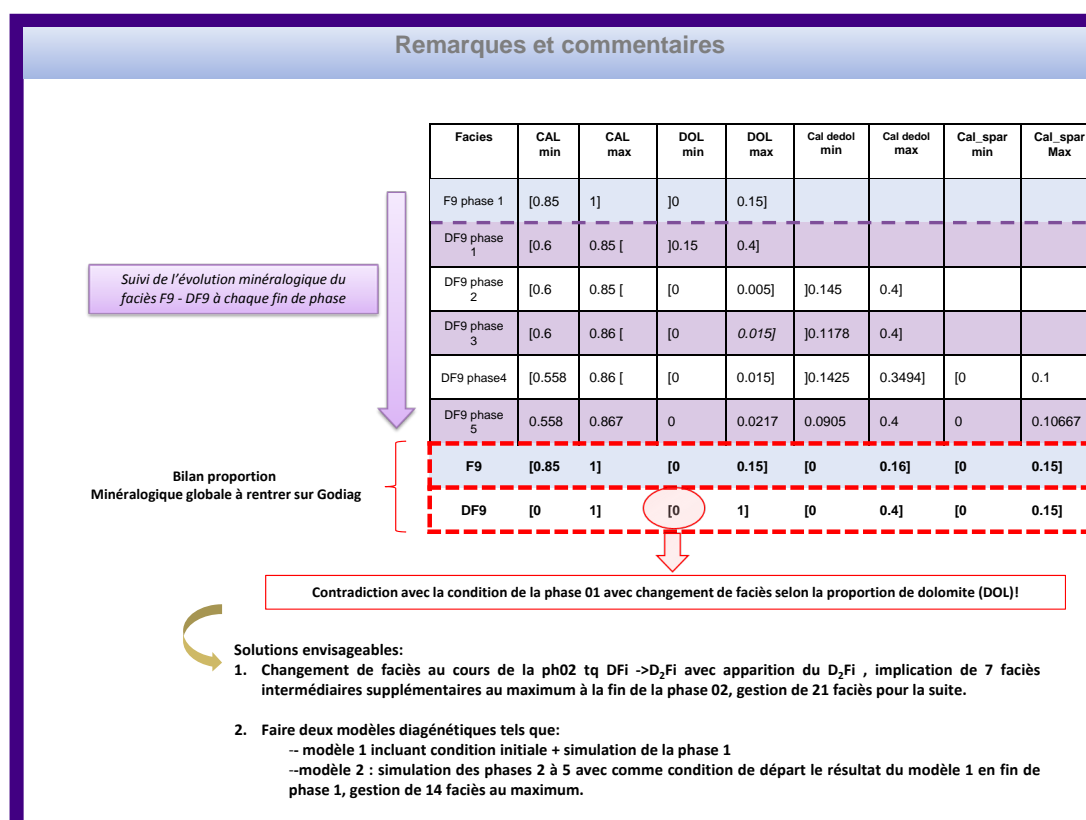 Remarques et commentaires
Facies CAL min CAL max DOL min DOL max Cal dedol min Cal dedol max Cal_spar min Cal_spar Max
F9 phase 1 [0.85 1] ]0 0.15]
DF9 phase 1 [0.6 0.85 [ ]0.15 0.4]
DF9 phase 2 [0.6 0.85 [ [0 0.005] ]0.145 0.4]
DF9 phase 3 [0.6 0.86 [ [0 0.015] ]0.1178 0.4]
DF9 phase4 [0.558 0.86 [ [0 0.015] ]0.1425 0.3494] [0 0.1
DF9 phase 5 0.558 0.867 0 0.0217 0.0905 0.4 0 0.10667
F9 [0.85 1] [0 0.15] [0 0.16] [0 0.15]
DF9 [0 1] [0 1] [0 0.4] [0 0.15]
Suivi de l'évolution minéralogique du
faciès F9 - DF9 à chaque fin de phase
Bilan proportion
Minéralogique globale à rentrer sur Godiag
Contradiction avec la condition de la phase 01 avec changement de faciès selon la proportion de dolomite (DOL)!
Solutions envisageables:
1. Changement de faciès au cours de la ph02 tq DFi ->D₂Fi avec apparition du D₂Fi , implication de 7 faciès
intermédiaires supplémentaires au maximum à la fin de la phase 02, gestion de 21 faciès pour la suite.
2. Faire deux modèles diagénétiques tels que:
-- modèle 1 incluant condition initiale + simulation de la phase 1
--modèle 2 : simulation des phases 2 à 5 avec comme condition de départ le résultat du modèle 1 en fin de
phase 1, gestion de 14 faciès au maximum.